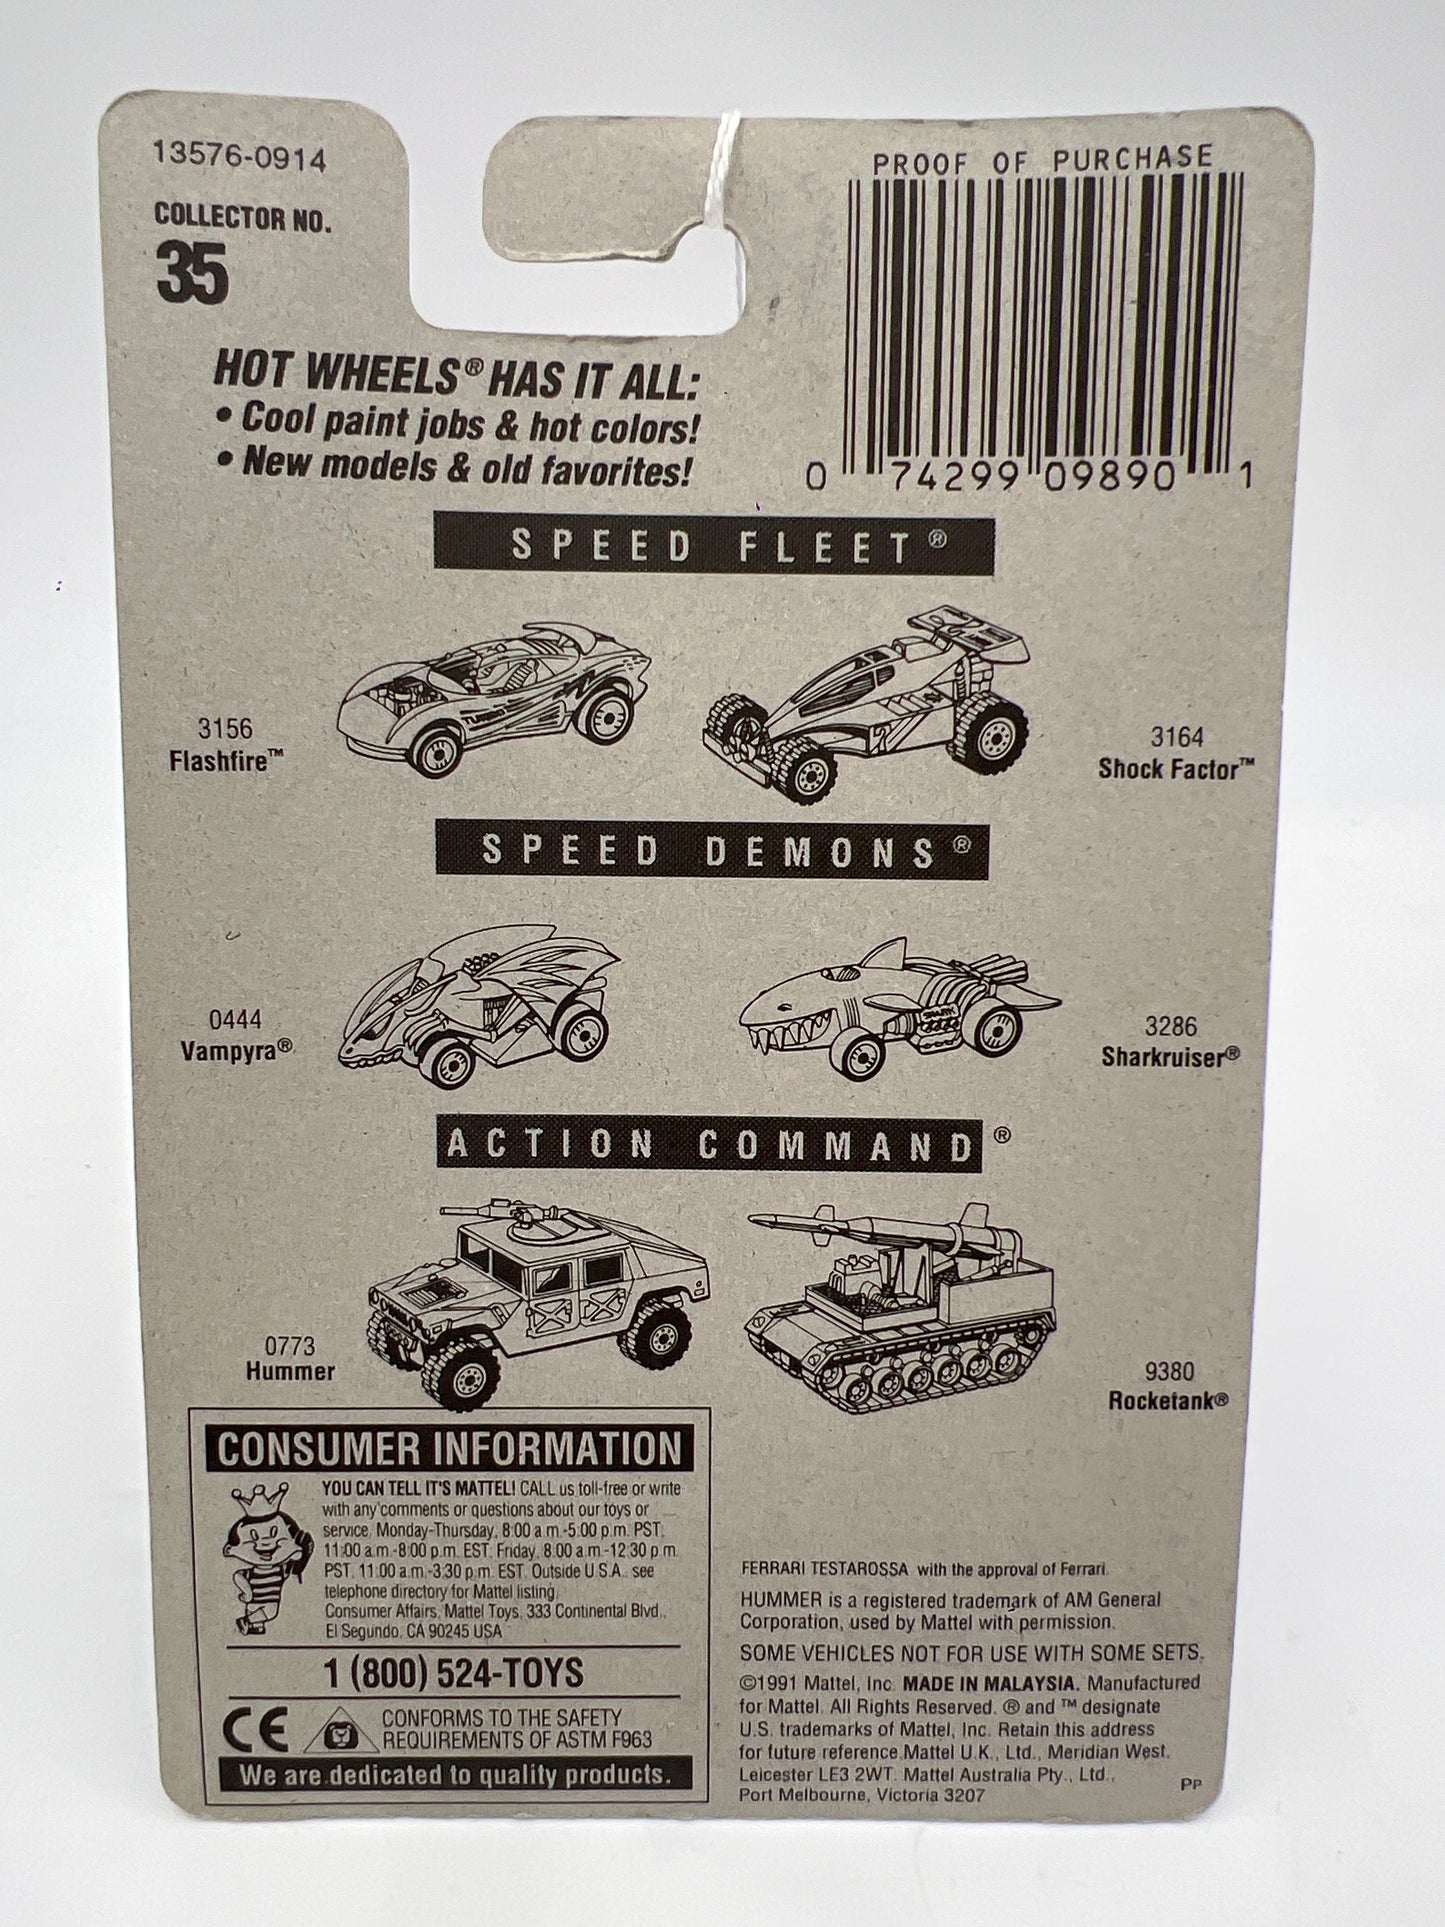 13576-0914
COLLECTOR NO.
35
PROOF OF PURCHASE
0 74299 09890 1
HOT WHEELS® HAS IT ALL:
• Cool paint jobs & hot colors!
• New models & old favorites!
SPEED FLEET®
3156
Flashfire™
TURBO
3164
Shock Factor™
SPEED DEMONS®
0444
Vampyra®
SHARK
3286
Sharkruiser®
ACTION COMMAND®
0773
Hummer
9380
Rocketank®
CONSUMER INFORMATION
YOU CAN TELL IT'S MATTEL! CALL us toll-free or write
with any comments or questions about our toys or
service, Monday-Thursday, 8:00 a.m.-5:00 p.m. PST,
11:00 a.m.-8:00 p.m. EST. Friday, 8:00 a.m.-12:30 p.m.
PST, 11:00 a.m.-3:30 p.m. EST. Outside U.S.A., see
telephone directory for Mattel listing.
Consumer Affairs, Mattel Toys, 333 Continental Blvd.,
El Segundo, CA 90245 USA
1 (800) 524-TOYS
CE
CONFORMS TO THE SAFETY
REQUIREMENTS OF ASTM F963
We are dedicated to quality products.
FERRARI TESTAROSSA with the approval of Ferrari.
HUMMER is a registered trademark of AM General
Corporation, used by Mattel with permission.
SOME VEHICLES NOT FOR USE WITH SOME SETS.
©1991 Mattel, Inc. MADE IN MALAYSIA. Manufactured
for Mattel. All Rights Reserved. ® and ™ designate
U.S. trademarks of Mattel, Inc. Retain this address
for future reference Mattel U.K., Ltd., Meridian West,
Leicester LE3 2WT. Mattel Australia Pty., Ltd.,
Port Melbourne, Victoria 3207
PP